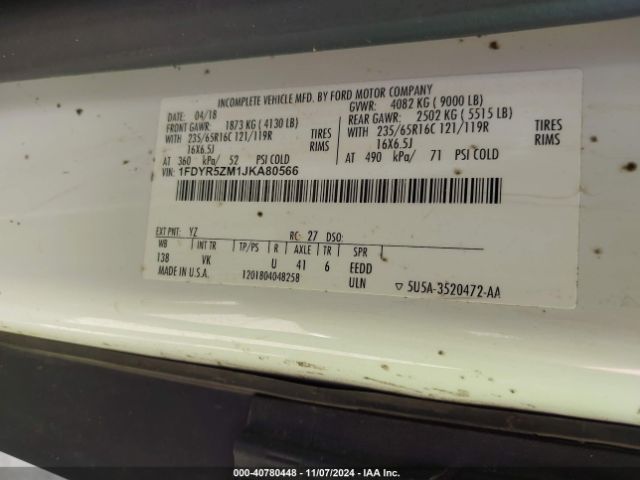 INCOMPLETE VEHICLE MFD. BY FORD MOTOR COMPANY
DATE: 04/18 GVWR: 4082 KG ( 9000 LB)
FRONT GAWR: 1873 KG ( 4130 LB) REAR GAWR: 2502 KG ( 5515 LB)
WITH 235/65R16C 121/119R TIRES WITH 235/65R16C 121/119R TIRES
16X6.5J RIMS 16X6.5J RIMS
AT 360 kPa/ 52 PSI COLD AT 490 kPa/ 71 PSI COLD
VIN: 1FDYR5ZM1JKA80566
EXT PNT: YZ RC: 27 DSO:
WB INT TR TP/PS R AXLE TR SPR
138 VK U 41 6 EEDD
MADE IN U.S.A. 1201804048258 ULN ▽ 5U5A-3520472-AA
000-40780448 - 11/07/2024 - IAA Inc.